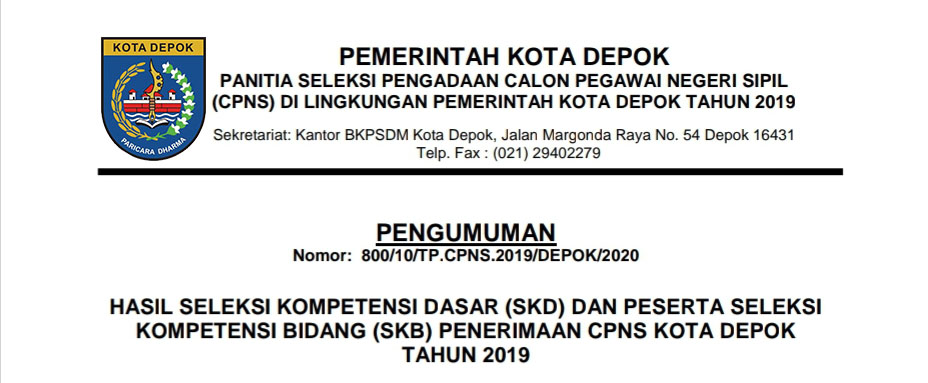 KOTA DEPOK
PARICARA DHARMA
PEMERINTAH KOTA DEPOK
PANITIA SELEKSI PENGADAAN CALON PEGAWAI NEGERI SIPIL
(CPNS) DI LINGKUNGAN PEMERINTAH KOTA DEPOK TAHUN 2019
Sekretariat: Kantor BKPSDM Kota Depok, Jalan Margonda Raya No. 54 Depok 16431
Telp. Fax : (021) 29402279
PENGUMUMAN
Nomor: 800/10/TP.CPNS.2019/DEPOK/2020
HASIL SELEKSI KOMPETENSI DASAR (SKD) DAN PESERTA SELEKSI
KOMPETENSI BIDANG (SKB) PENERIMAAN CPNS KOTA DEPOK
TAHUN 2019